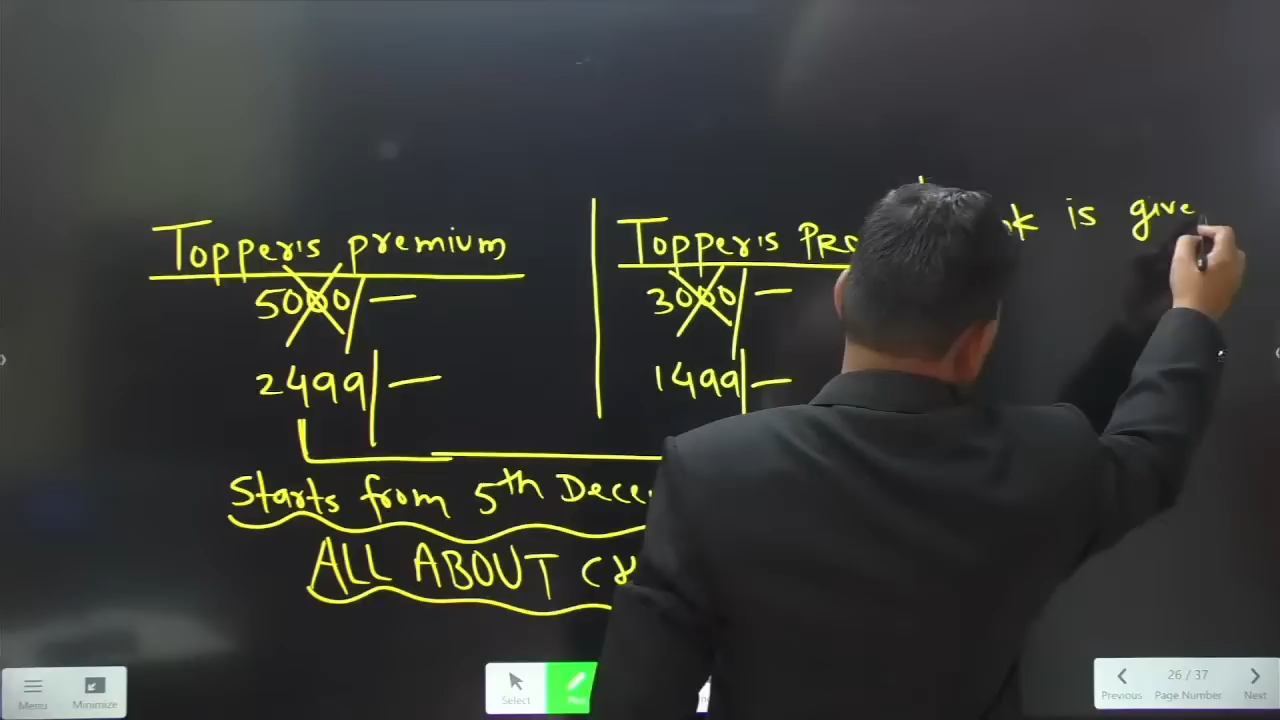 is give
Topper's premium
Topper's PRO
5000
3000
2499
1499
Starts from 5th Dece
ALL ABOUT
Menu
Minimize
Select
26 / 37
Previous
Page Number
Next